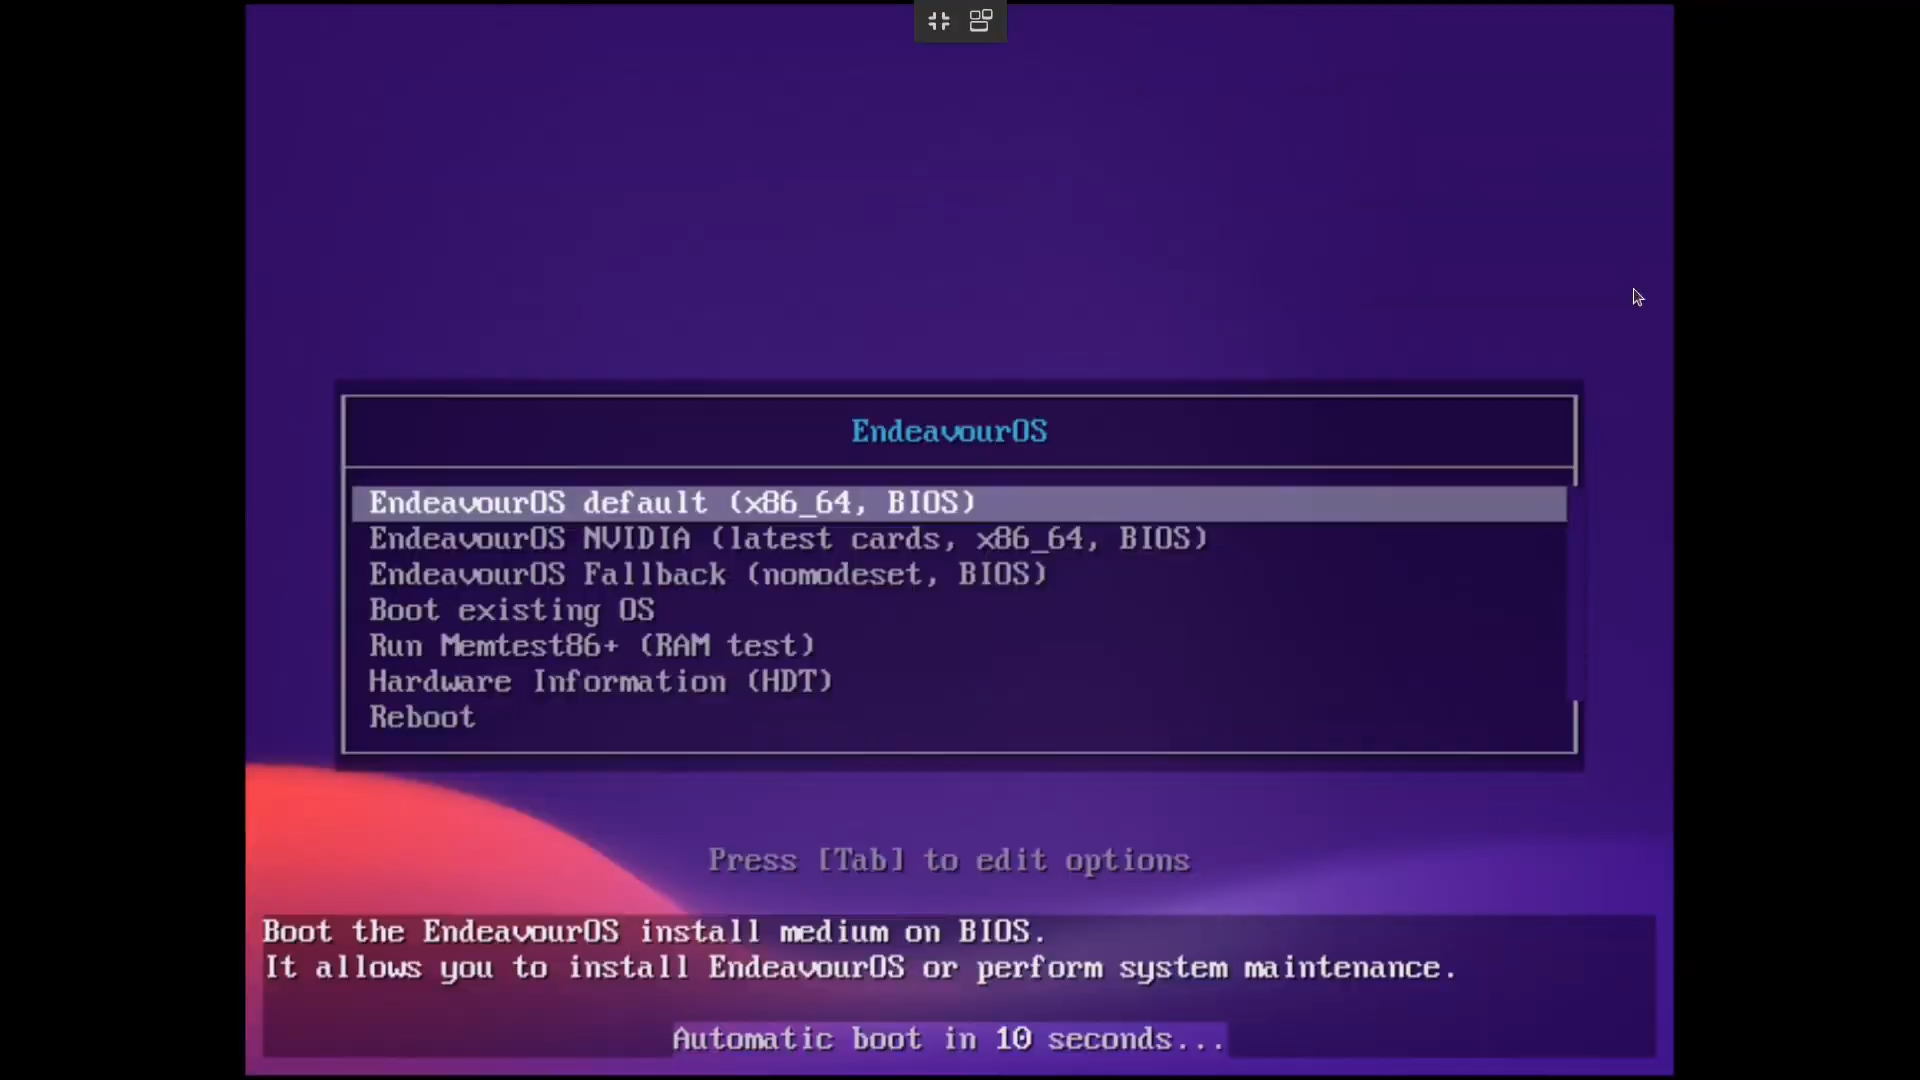 EndeavourOS
EndeavourOS default (x86_64, BIOS)
EndeavourOS NVIDIA (latest cards, x86_64, BIOS)
EndeavourOS Fallback (nomodeset, BIOS)
Boot existing OS
Run Memtest86+ (RAM test)
Hardware Information (HDT)
Reboot
Press [Tab] to edit options
Boot the EndeavourOS install medium on BIOS.
It allows you to install EndeavourOS or perform system maintenance.
Automatic boot in 10 seconds...